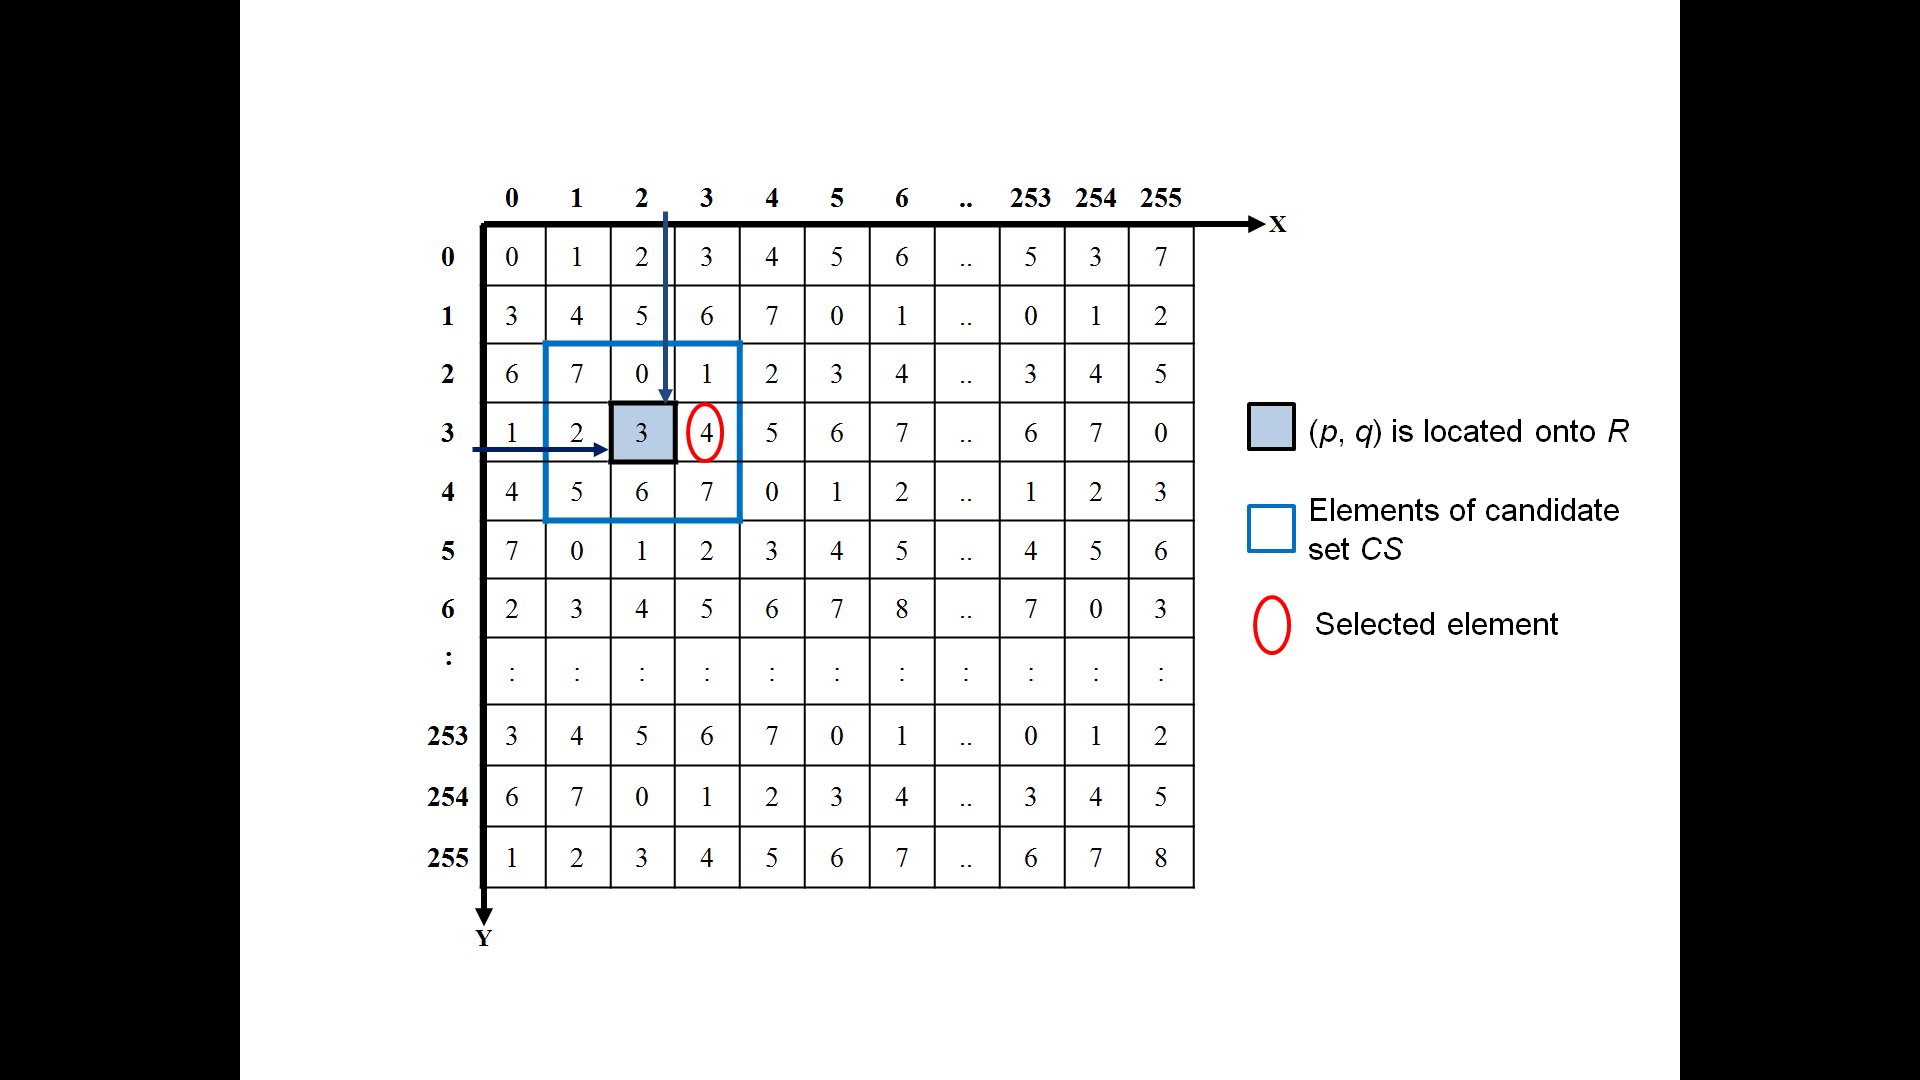 0 1 2 3 4 5 6 .. 253 254 255
X
0 0 1 2 3 4 5 6 .. 5 3 7
1 3 4 5 6 7 0 1 .. 0 1 2
2 6 7 0 1 2 3 4 .. 3 4 5
3 1 2 3 4 5 6 7 .. 6 7 0
4 4 5 6 7 0 1 2 .. 1 2 3
5 7 0 1 2 3 4 5 .. 4 5 6
6 2 3 4 5 6 7 8 .. 7 0 3
: : : : : : : : : : : :
253 3 4 5 6 7 0 1 .. 0 1 2
254 6 7 0 1 2 3 4 .. 3 4 5
255 1 2 3 4 5 6 7 .. 6 7 8
Y
(p, q) is located onto R
Elements of candidate
set CS
Selected element